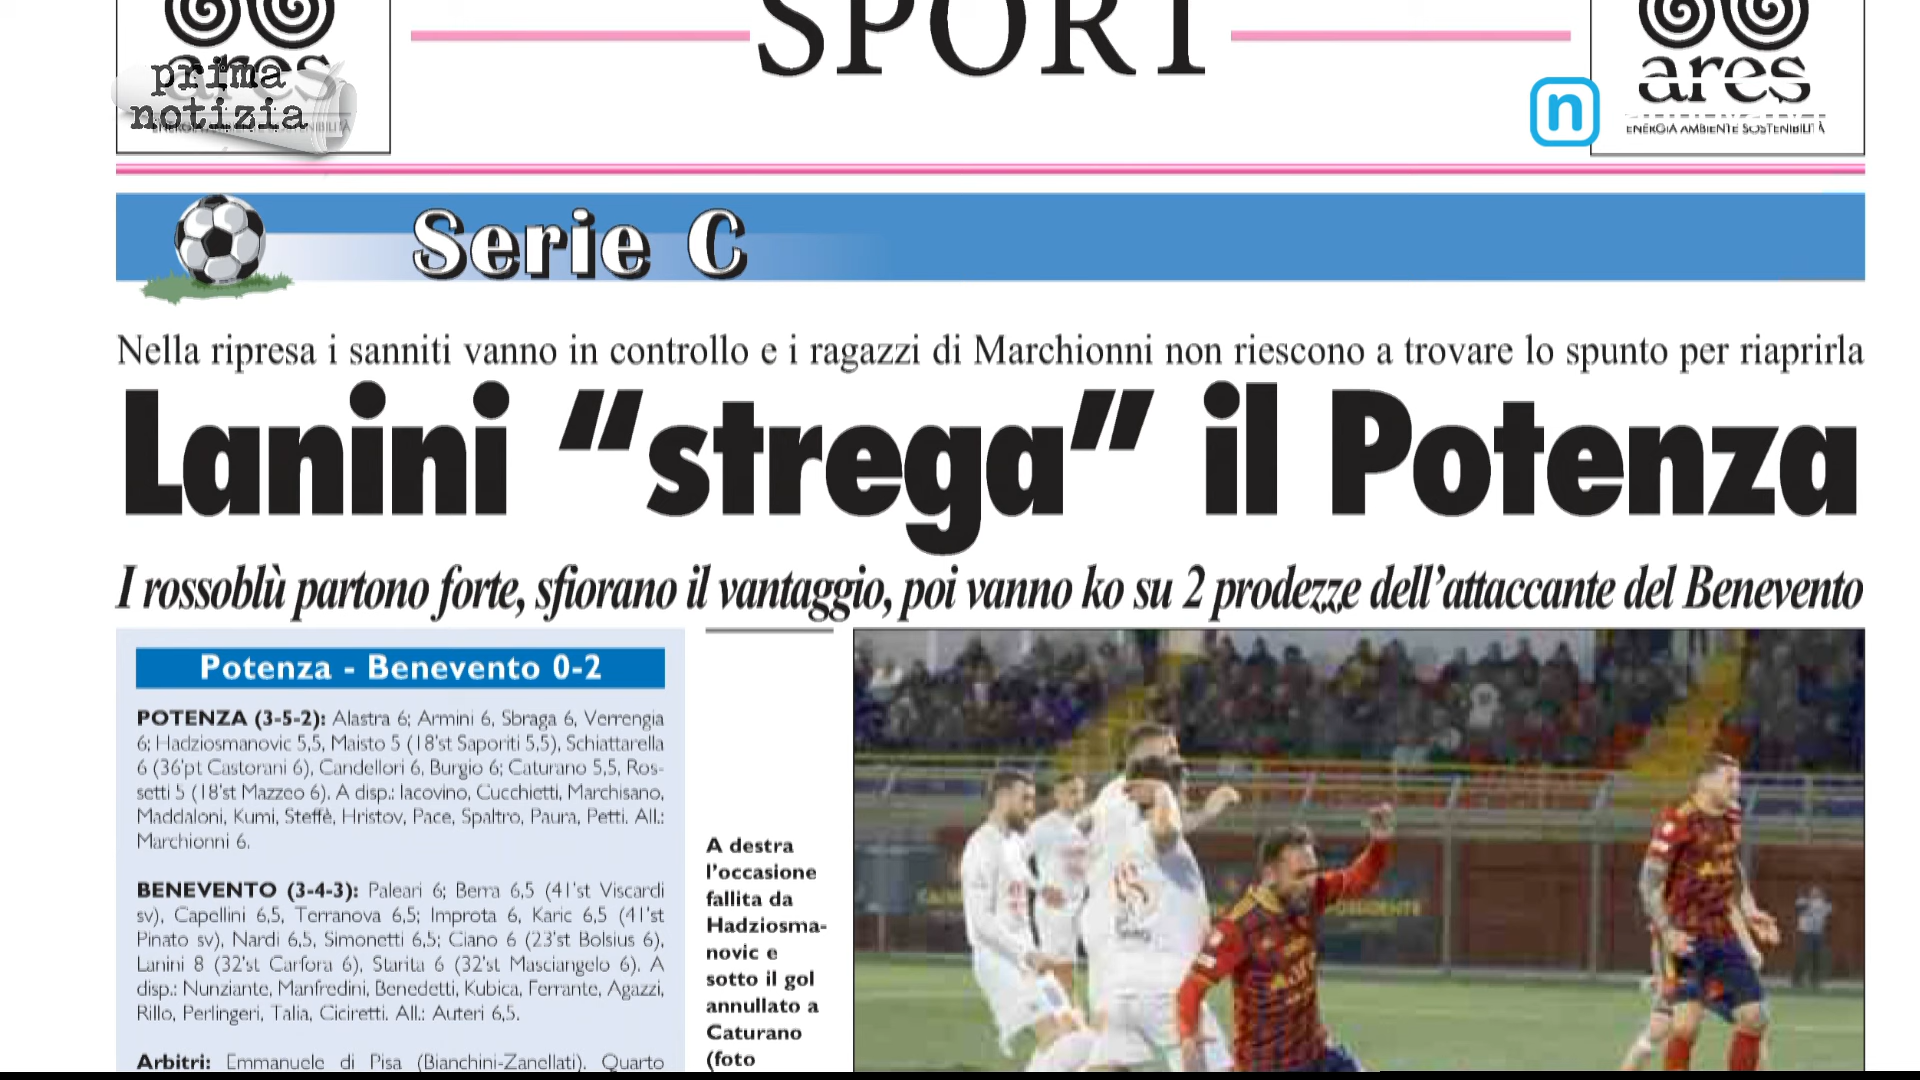 SPORT
ares
prima
notizia
n
ares
ENERGIA AMBIENTE SOSTENIBILITÀ
Serie C
Nella ripresa i sanniti vanno in controllo e i ragazzi di Marchionni non riescono a trovare lo spunto per riaprirla
Lanini “strega” il Potenza
I rossoblù partono forte, sfiorano il vantaggio, poi vanno ko su 2 prodezze dell’attaccante del Benevento
Potenza - Benevento 0-2
POTENZA (3-5-2): Alastra 6; Armini 6, Sbraga 6, Verrengia
6; Hadziosmanovic 5,5, Maisto 5 (18’st Saporiti 5,5), Schiattarella
6 (36’pt Castorani 6), Candellori 6, Burgio 6; Caturano 5,5, Ros-
setti 5 (18’st Mazzeo 6). A disp.: Iacovino, Cucchietti, Marchisano,
Maddaloni, Kumi, Steffè, Hristov, Pace, Spaltro, Paura, Petti. All.:
Marchionni 6.
BENEVENTO (3-4-3): Paleari 6; Berra 6,5 (41’st Viscardi
sv), Capellini 6,5, Terranova 6,5; Improta 6, Karic 6,5 (41’st
Pinato sv), Nardi 6,5, Simonetti 6,5; Ciano 6 (23’st Bolsius 6),
Lanini 8 (32’st Carfora 6), Starita 6 (32’st Masciangelo 6). A
disp.: Nunziante, Manfredini, Benedetti, Kubica, Ferrante, Agazzi,
Rillo, Perlingeri, Talia, Ciciretti. All.: Auteri 6,5.
Arbitri: Emmanuele di Pisa (Bianchini-Zanellati). Quarto
A destra
l’occasione
fallita da
Hadziosma-
novic e
sotto il gol
annullato a
Caturano
(foto